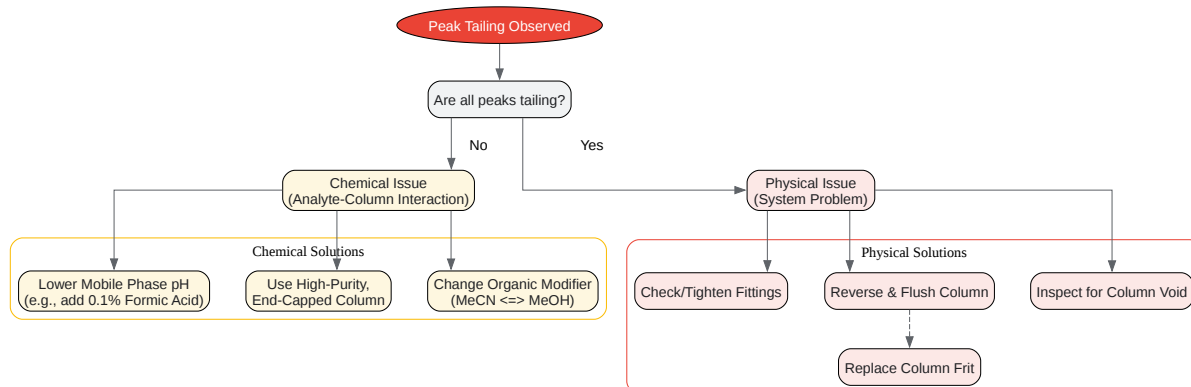 Peak Tailing Observed
Are all peaks tailing?
No
Yes
Chemical Issue
(Analyte-Column Interaction)
Physical Issue
(System Problem)
Chemical Solutions
Physical Solutions
Lower Mobile Phase pH
(e.g., add 0.1% Formic Acid)
Use High-Purity,
End-Capped Column
Change Organic Modifier
(MeCN <=> MeOH)
Check/Tighten Fittings
Reverse & Flush Column
Inspect for Column Void
Replace Column Frit